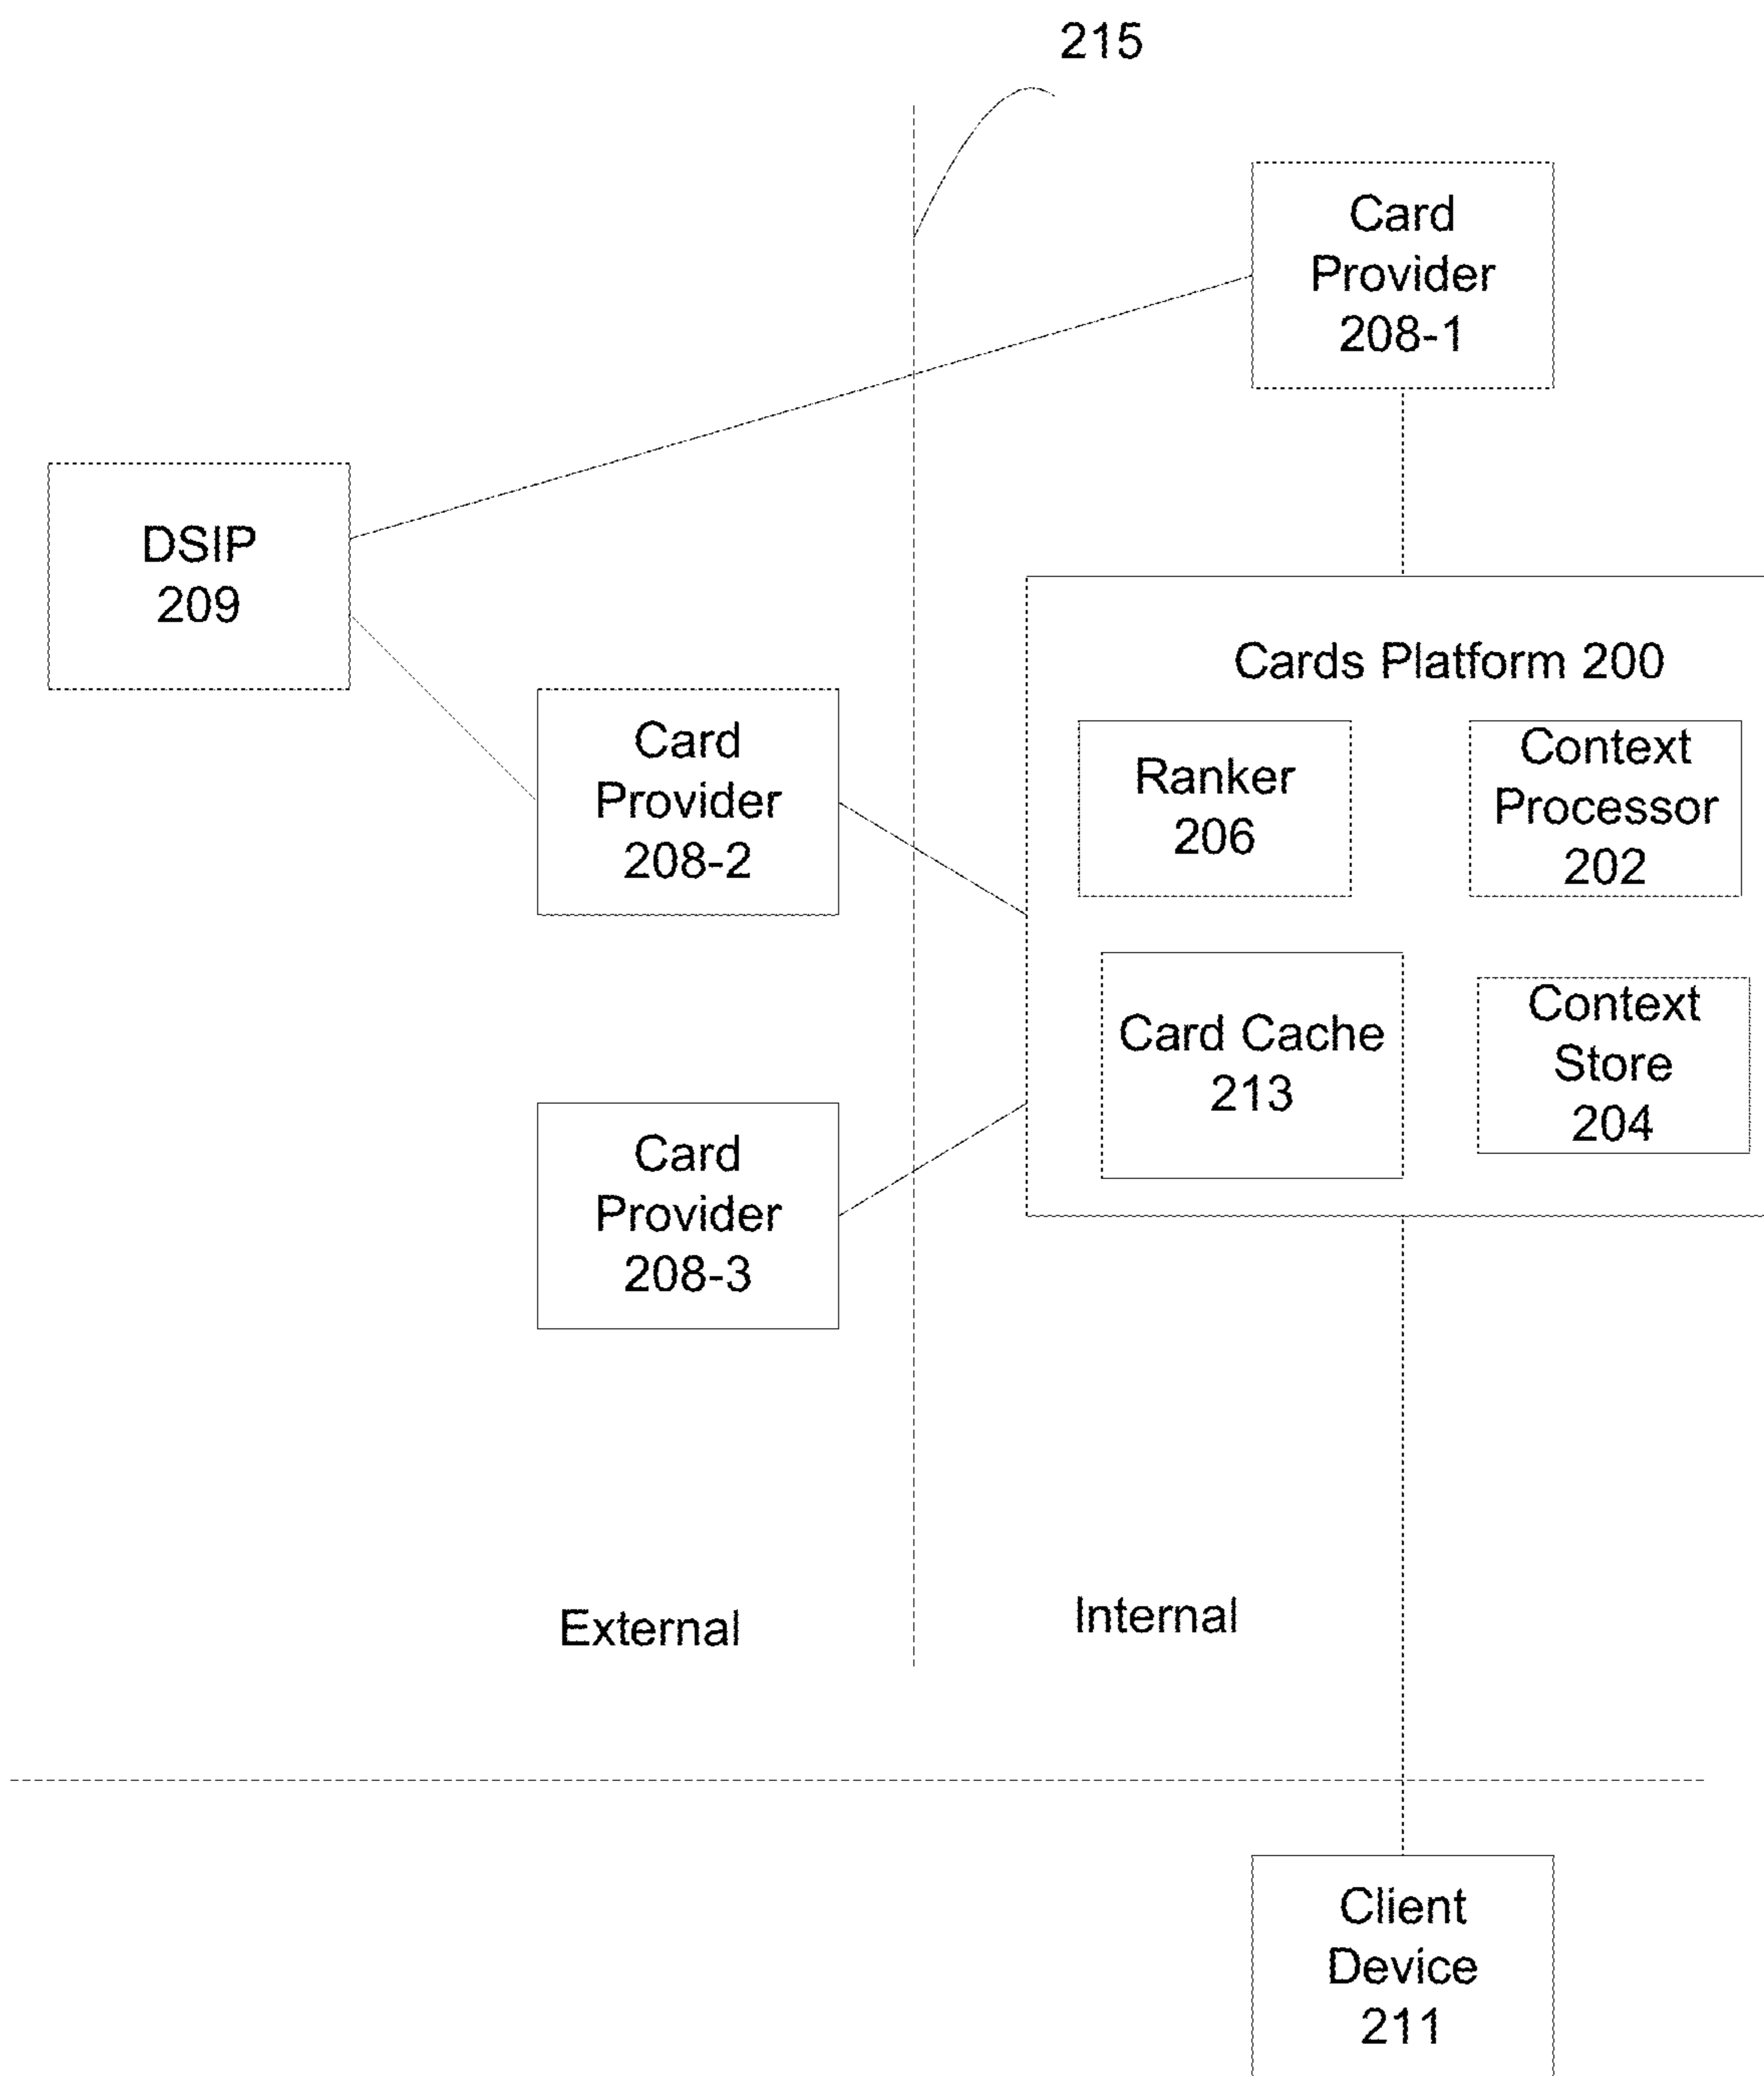 215
Card
Provider
208-1
DSIP
209
Cards Platform 200
Card
Provider
208-2
Ranker
206
Context
Processor
202
Card Cache
213
Context
Store
204
Card
Provider
208-3
External
Internal
Client
Device
211